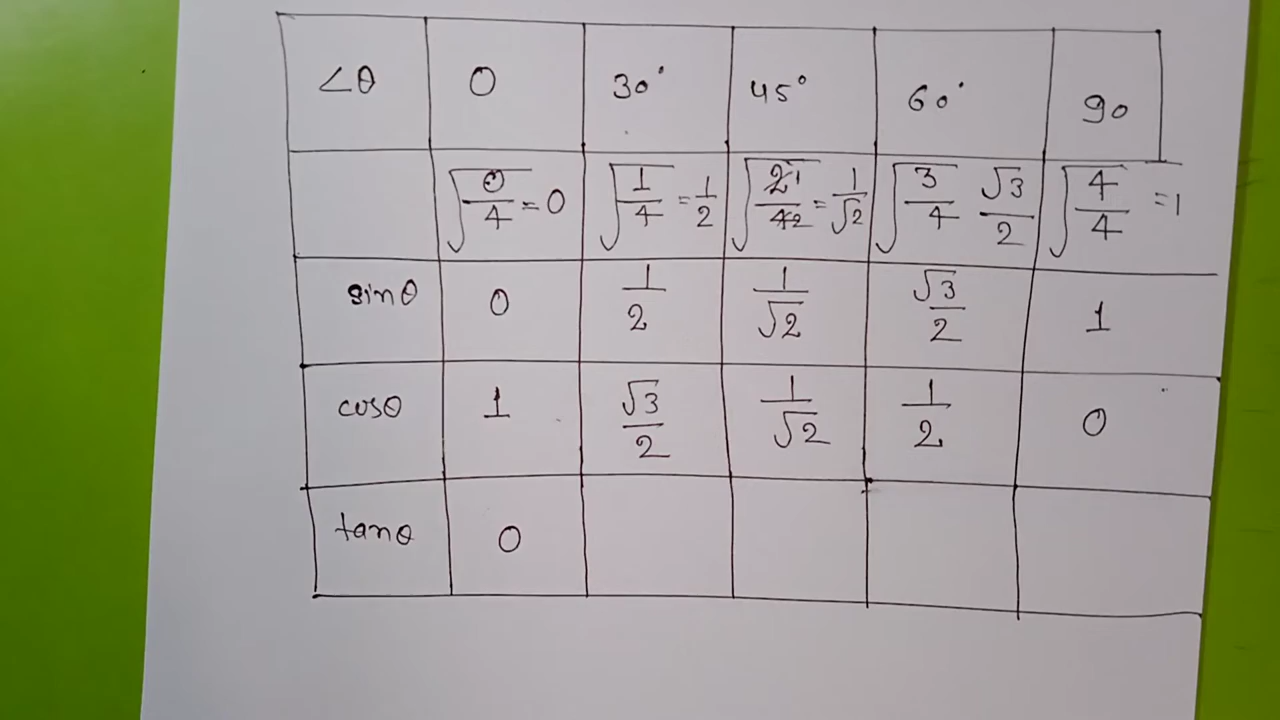 ∠θ 0 30° 45° 60° 90
√0/4 = 0 √1/4 = 1/2 √21/42 = 1/√2 √3/4 √3/2 √4/4 = 1
sinθ 0 1/2 1/√2 √3/2 1
cosθ 1 √3/2 1/√2 1/2 0
tanθ 0